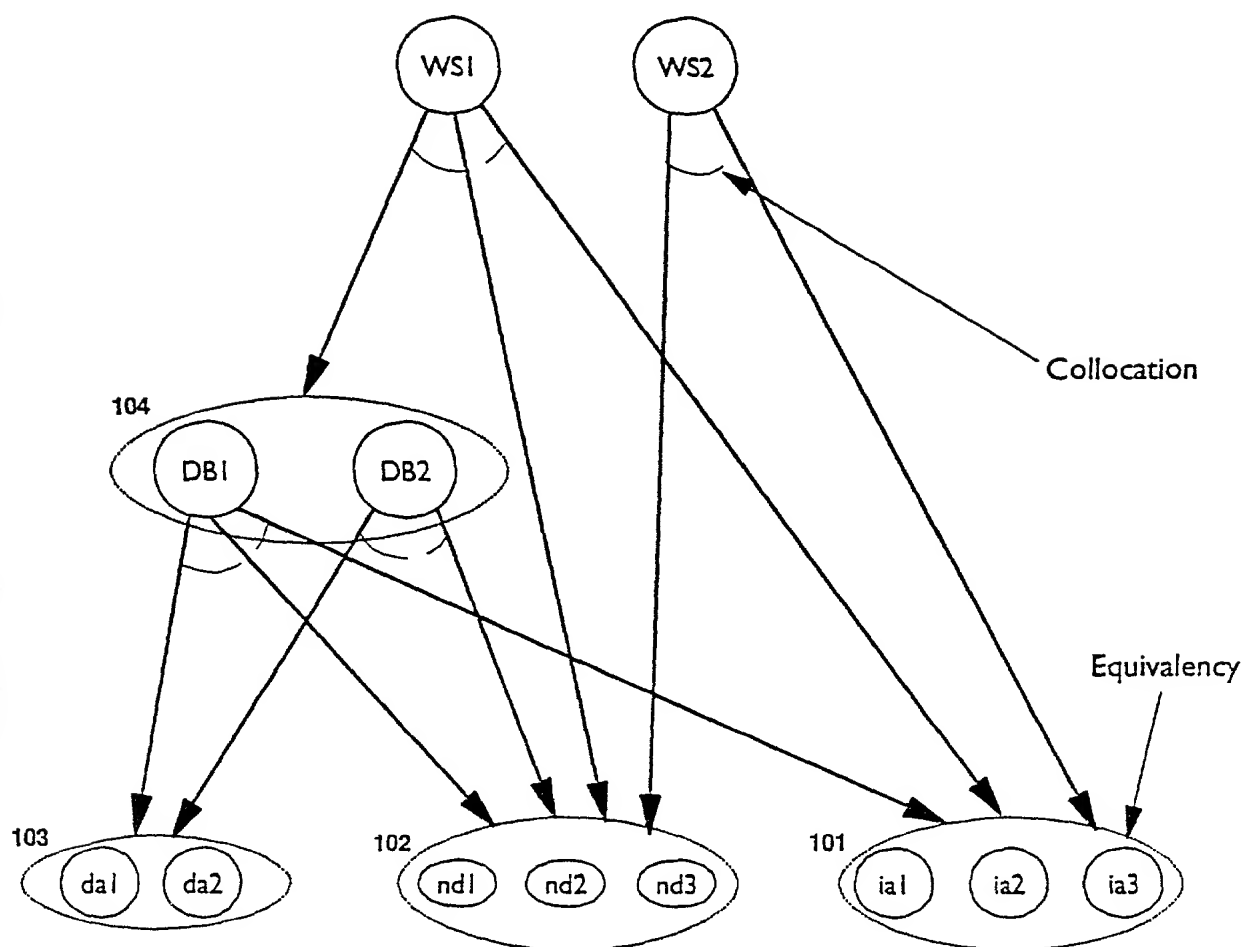 WS1
WS2
Collocation
104
DB1
DB2
Equivalency
103
102
101
da1
da2
nd1
nd2
nd3
ia1
ia2
ia3